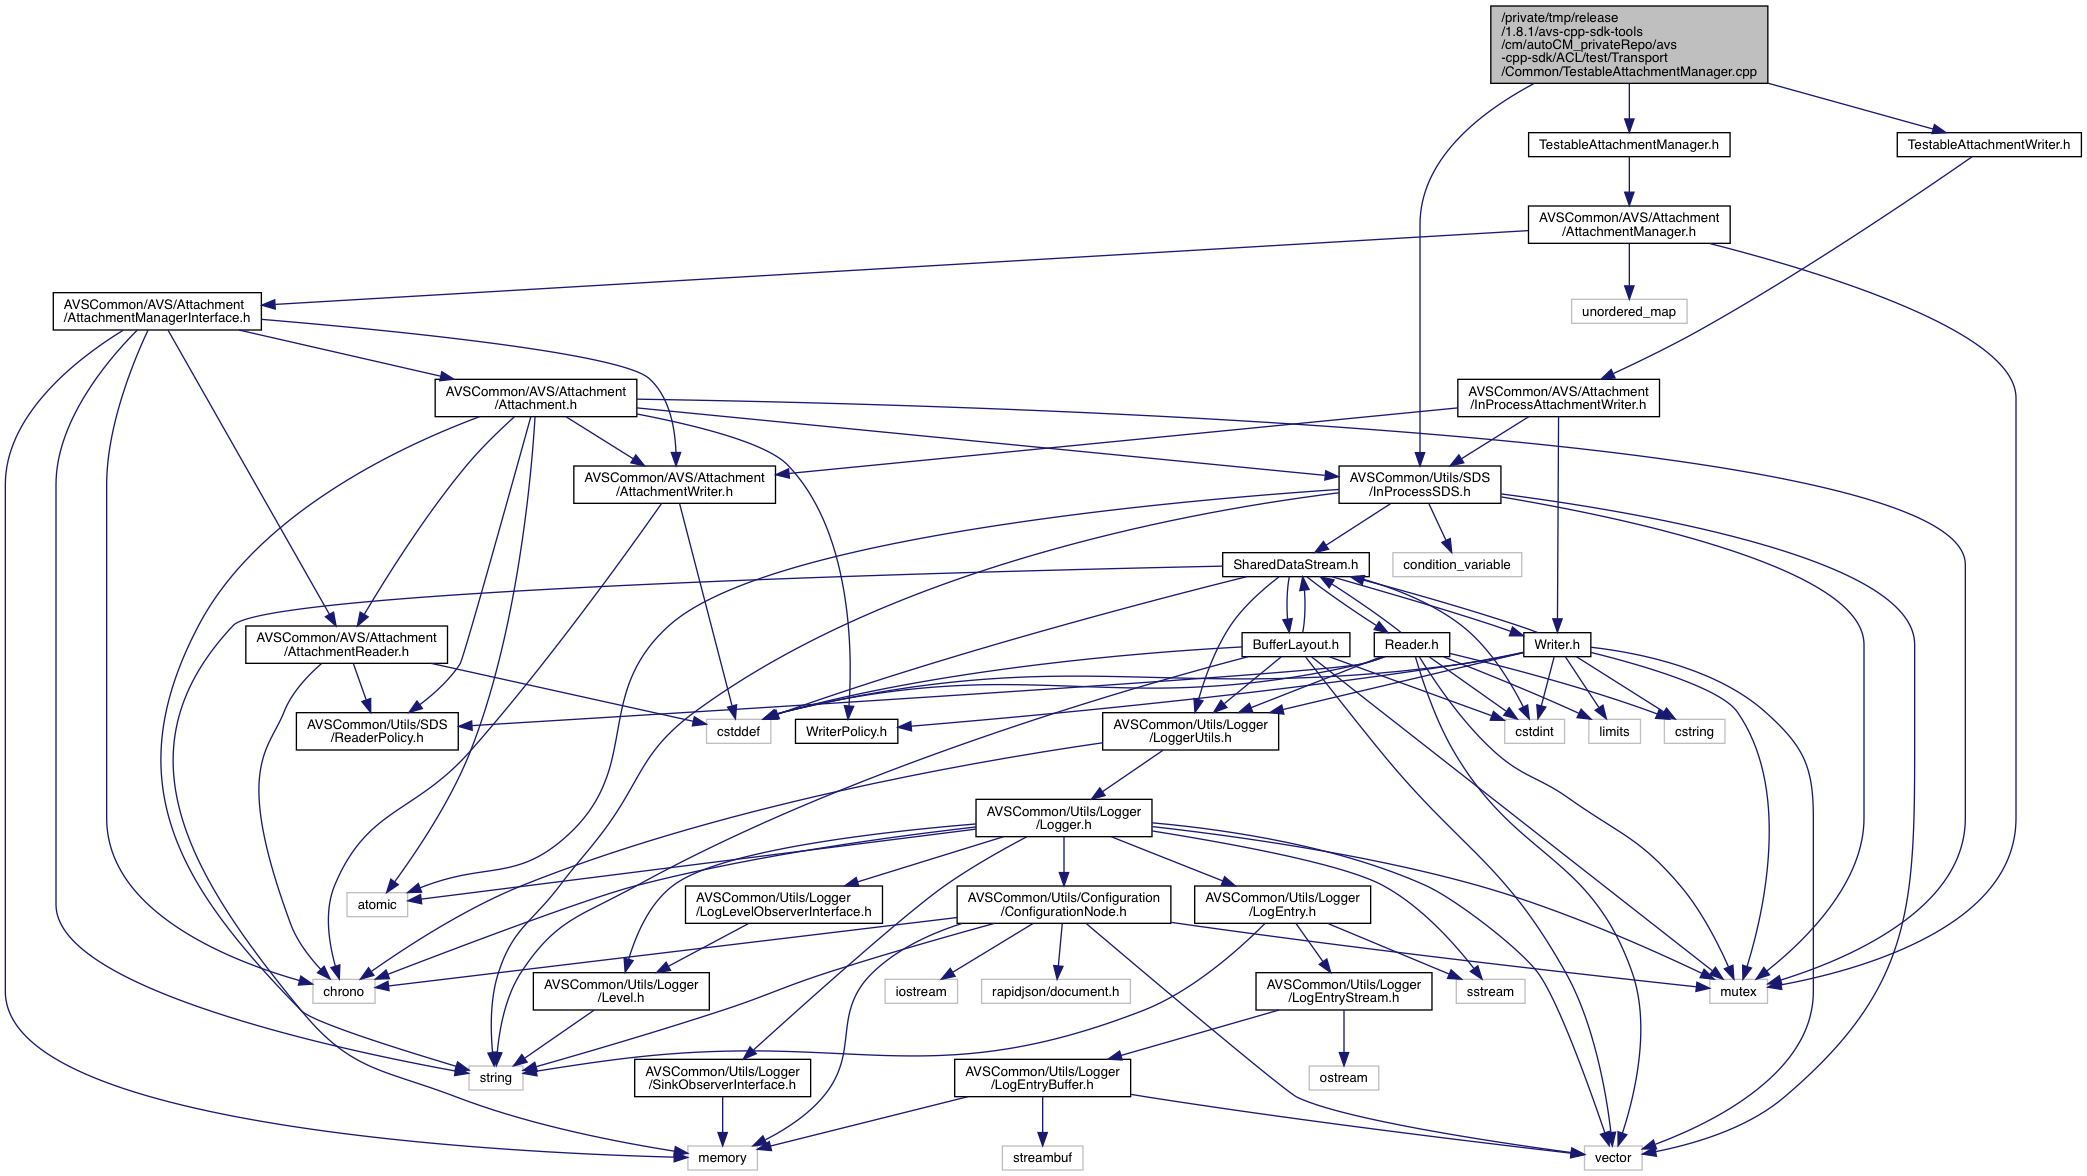 /private/tmp/release
/1.8.1/avs-cpp-sdk-tools
/cm/autoCM_privateRepo/avs
-cpp-sdk/ACL/test/Transport
/Common/TestableAttachmentManager.cpp
TestableAttachmentManager.h
TestableAttachmentWriter.h
AVSCommon/AVS/Attachment
/AttachmentManager.h
AVSCommon/AVS/Attachment
/AttachmentManagerInterface.h
unordered_map
AVSCommon/AVS/Attachment
/Attachment.h
AVSCommon/AVS/Attachment
/InProcessAttachmentWriter.h
AVSCommon/AVS/Attachment
/AttachmentWriter.h
AVSCommon/Utils/SDS
/InProcessSDS.h
SharedDataStream.h
condition_variable
AVSCommon/AVS/Attachment
/AttachmentReader.h
BufferLayout.h
Reader.h
Writer.h
AVSCommon/Utils/SDS
/ReaderPolicy.h
cstddef
WriterPolicy.h
AVSCommon/Utils/Logger
/LoggerUtils.h
cstdint
limits
cstring
AVSCommon/Utils/Logger
/Logger.h
atomic
AVSCommon/Utils/Logger
/LogLevelObserverInterface.h
AVSCommon/Utils/Configuration
/ConfigurationNode.h
AVSCommon/Utils/Logger
/LogEntry.h
chrono
AVSCommon/Utils/Logger
/Level.h
iostream
rapidjson/document.h
AVSCommon/Utils/Logger
/LogEntryStream.h
sstream
mutex
string
AVSCommon/Utils/Logger
/SinkObserverInterface.h
AVSCommon/Utils/Logger
/LogEntryBuffer.h
ostream
memory
streambuf
vector